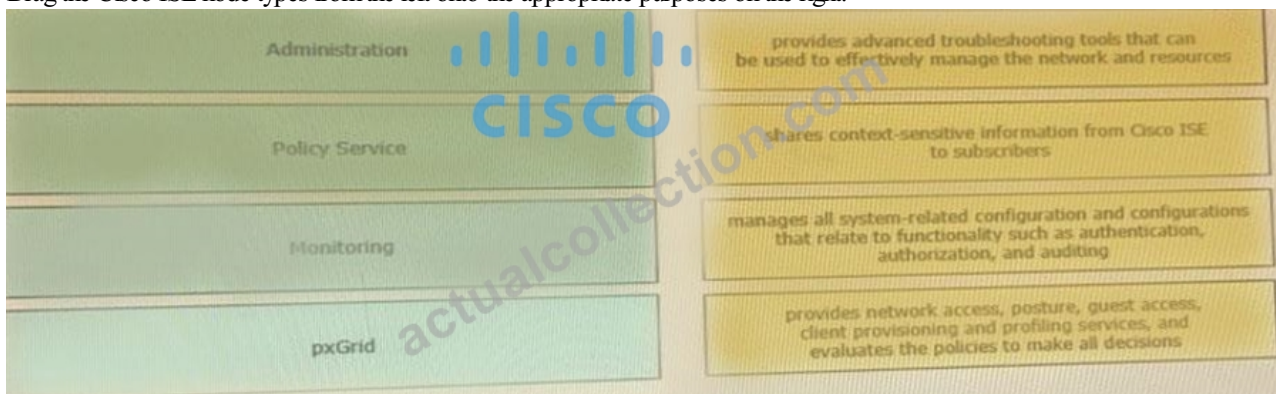 Drag the Cisco ISE node types from the left onto the appropriate purposes on the right.
Administration
provides advanced troubleshooting tools that can
be used to effectively manage the network and resources
CISCO
Policy Service
shares context-sensitive information from Cisco ISE
to subscribers
Monitoring
manages all system-related configuration and configurations
that relate to functionality such as authentication,
authorization, and auditing
pxGrid
provides network access, posture, guest access,
client provisioning and profiling services, and
evaluates the policies to make all decisions
actualcollection.com